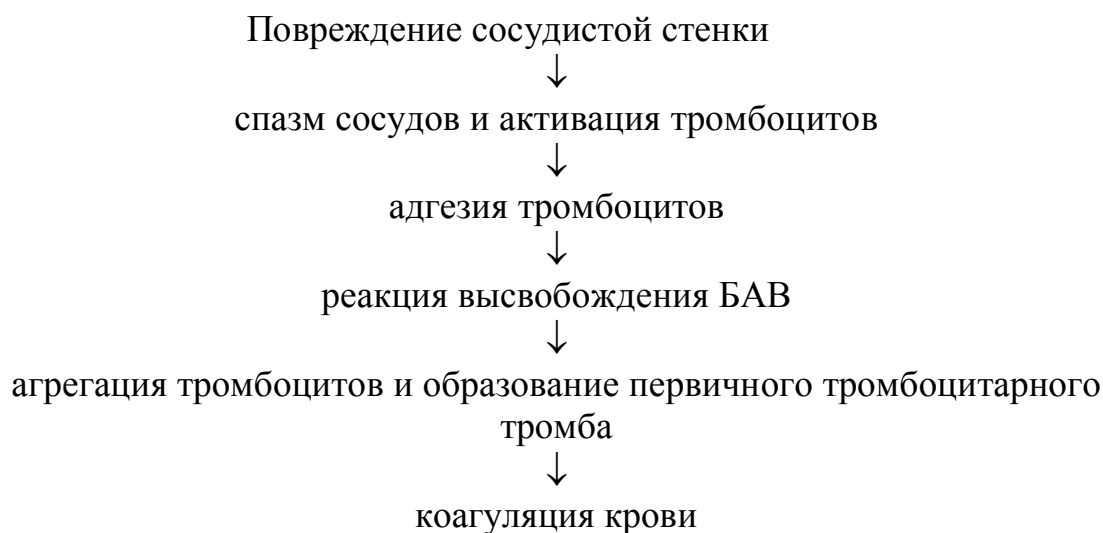 Повреждение сосудистой стенки
↓
спазм сосудов и активация тромбоцитов
↓
адгезия тромбоцитов
↓
реакция высвобождения БАВ
↓
агрегация тромбоцитов и образование первичного тромбоцитарного
тромба
↓
коагуляция крови